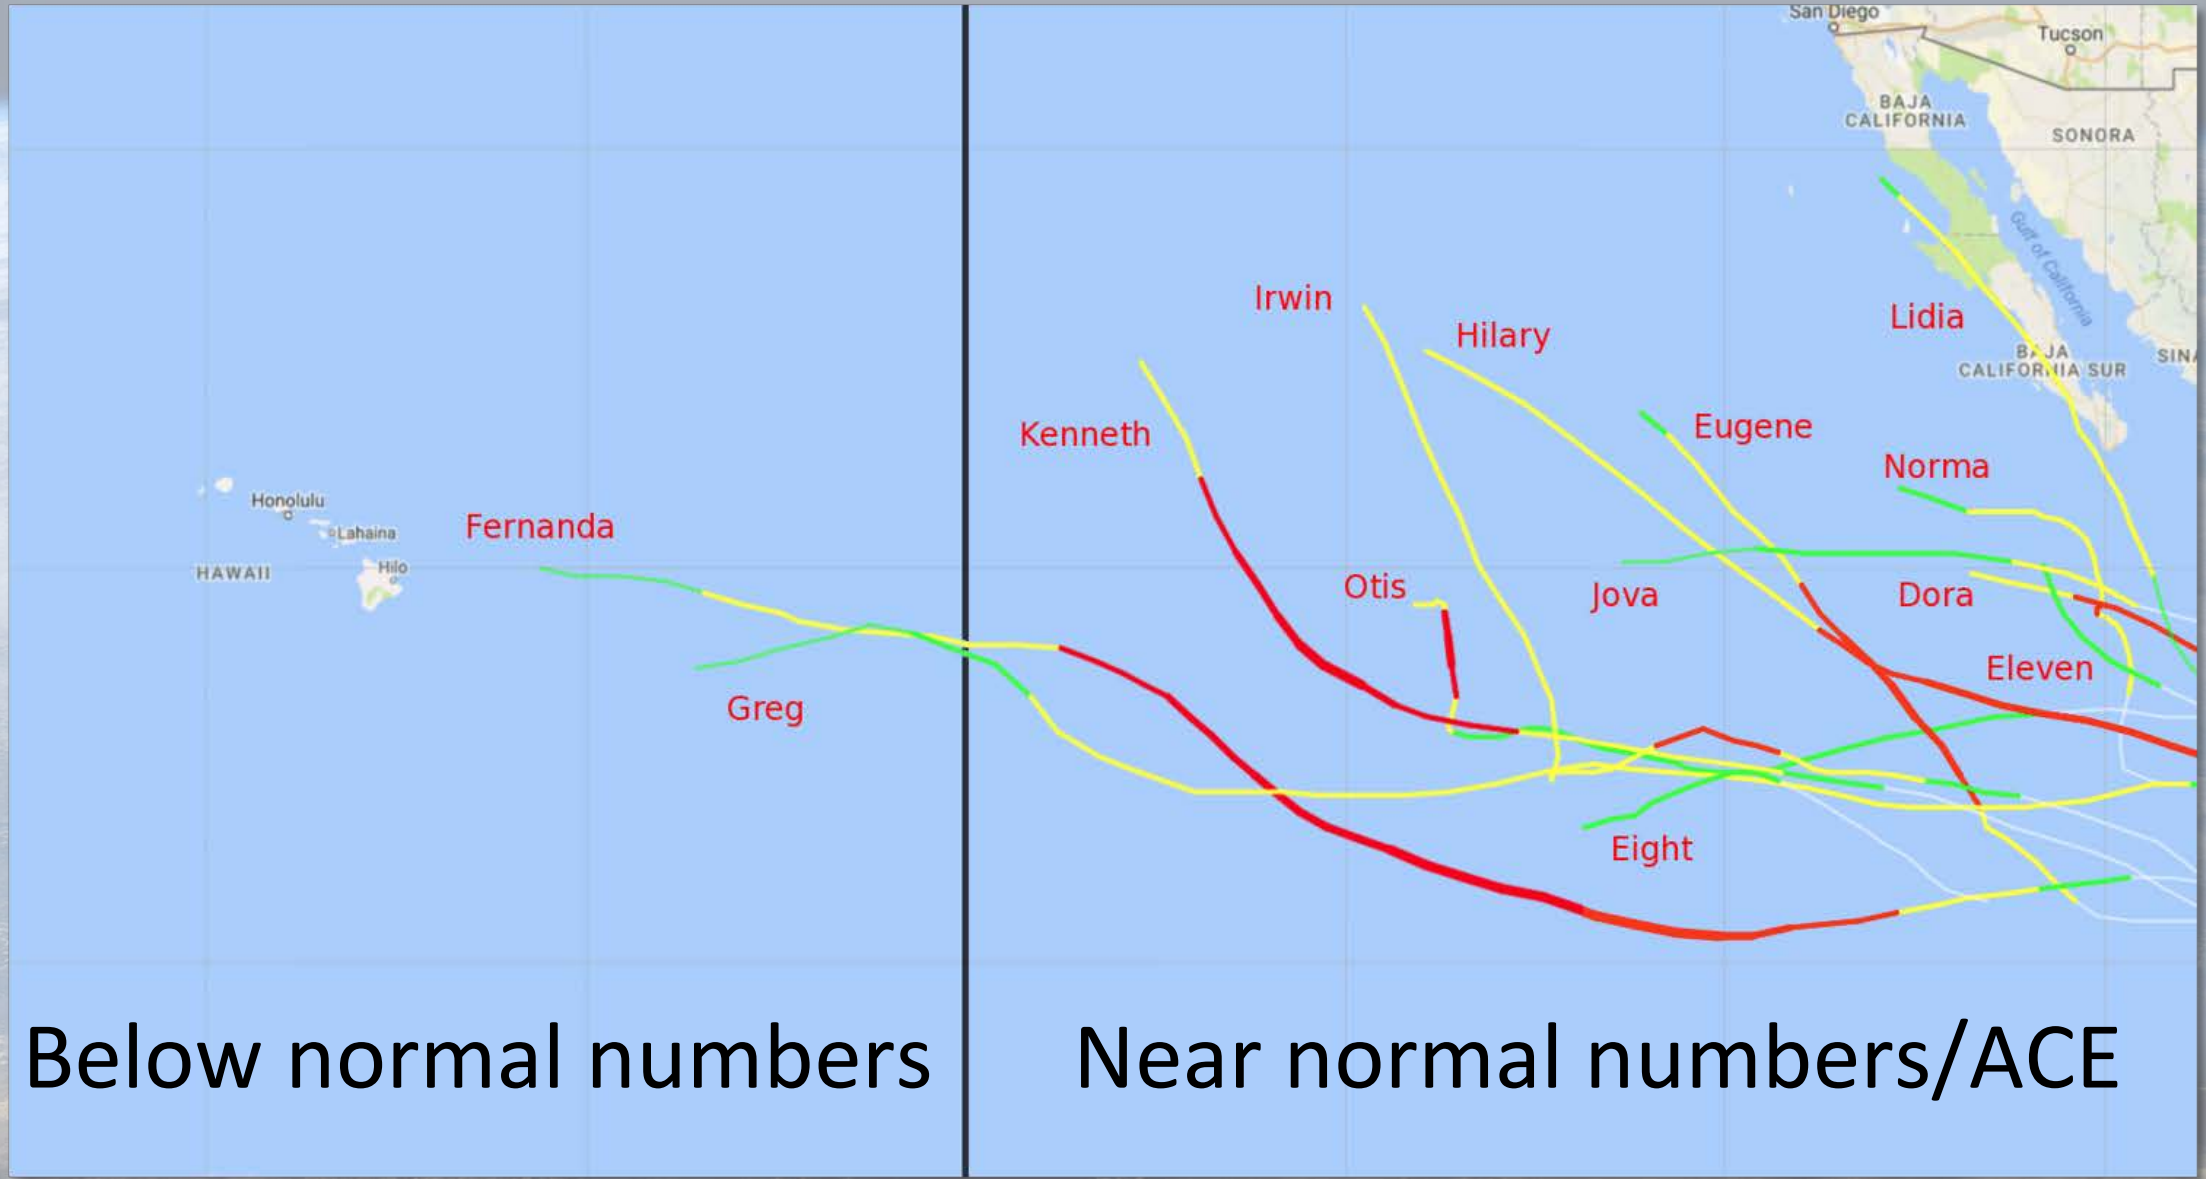 San Diego
Tucson
BAJA
CALIFORNIA
SONORA
Gulf of California
Irwin
Hilary
Lidia
BAJA
CALIFORNIA SUR
SINA
Kenneth
Eugene
Norma
Honolulu
Lahaina
Fernanda
HAWAII
Hilo
Otis
Jova
Dora
Eleven
Greg
Eight
Below normal numbers
Near normal numbers/ACE